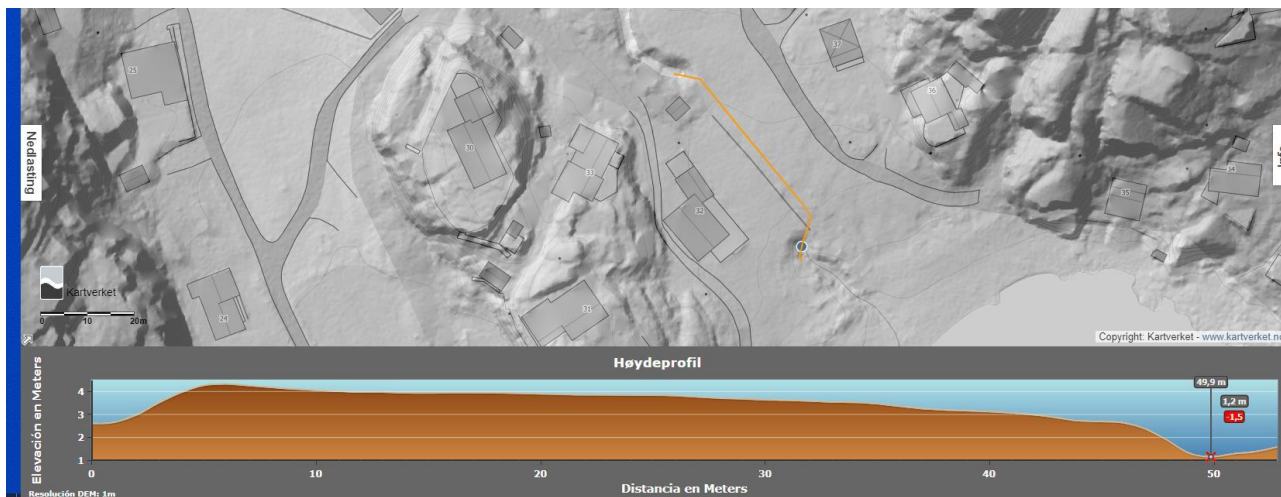 25
37
36
30
33
34
35
32
31
24
Nedlasting
Kartverket
0 10 20m
Copyright: Kartverket - www.kartverket.no
Høydeprofil
Elevación en Meters
4
3
2
1
49,9 m
1,2 m
-1,5
0 10 20 30 40 50
Resolución DEM: 1m
Distancia en Meters